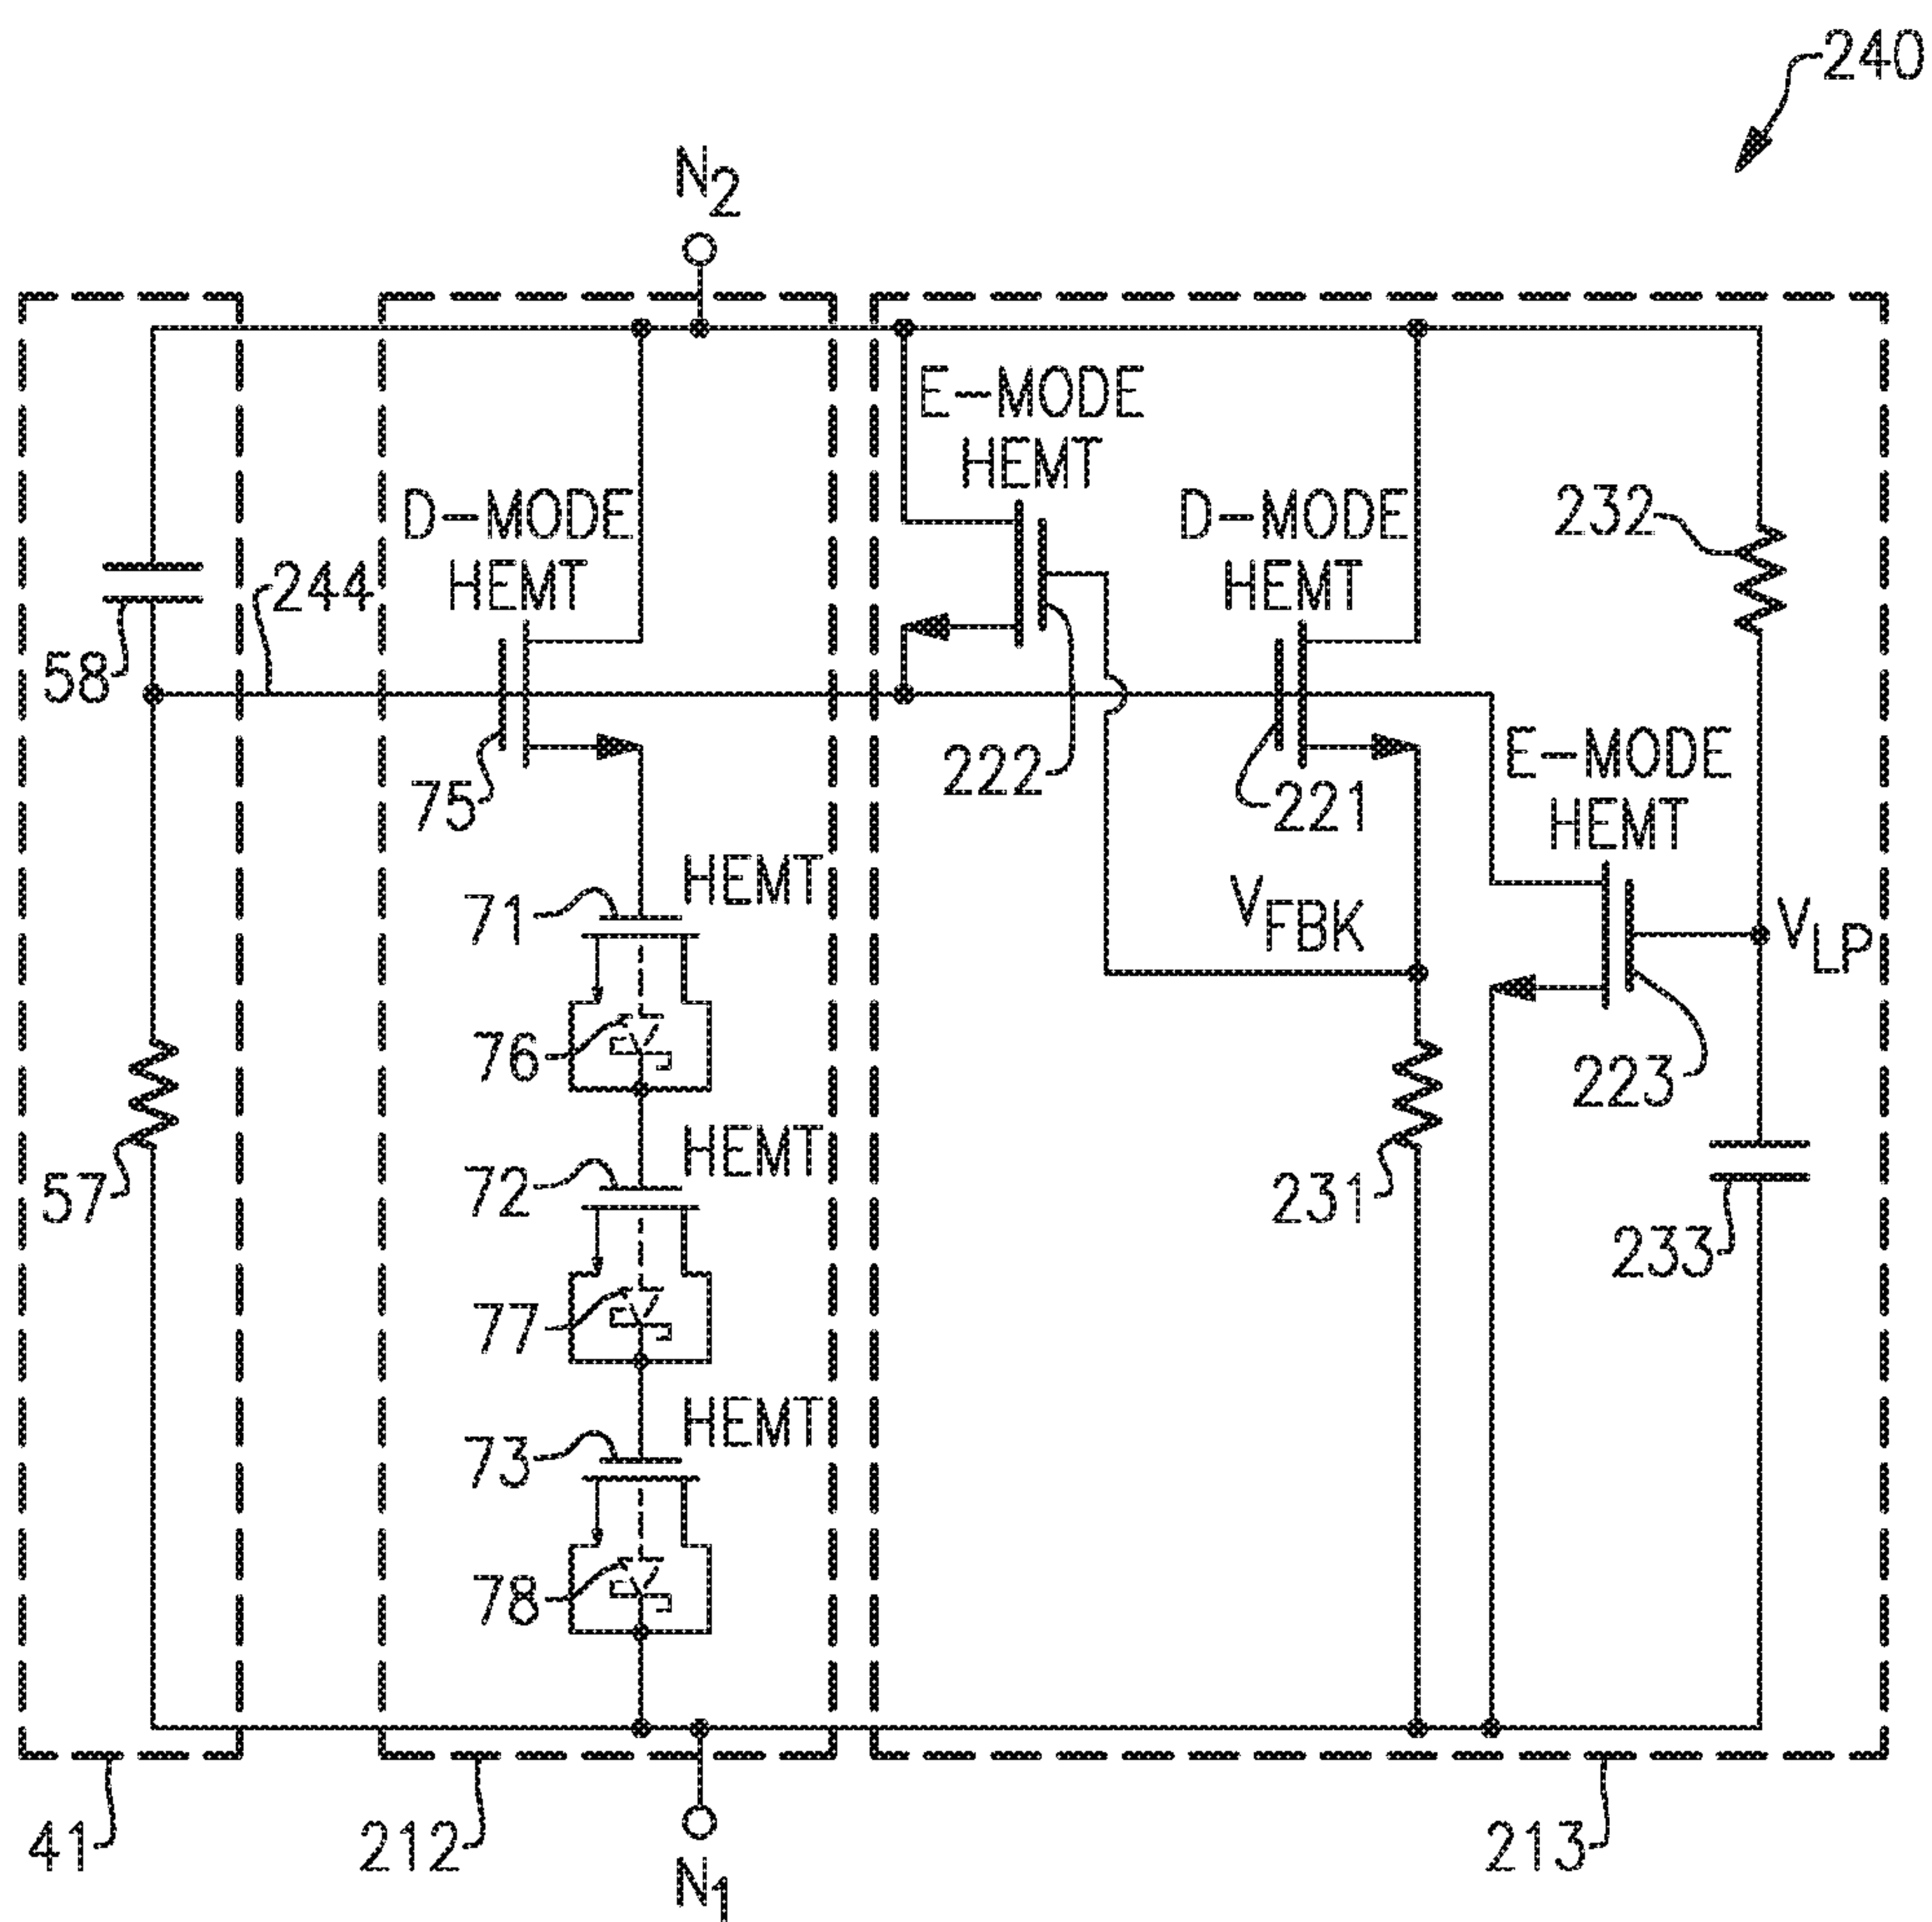 240
N2
E-MODE
HEMT
D-MODE
HEMT
D-MODE
HEMT
232
244
58
75
222
221
E-MODE
HEMT
HEMT
71
VFBK
VLP
76
223
HEMT
72
57
231
233
77
HEMT
73
78
41
212
213
N1